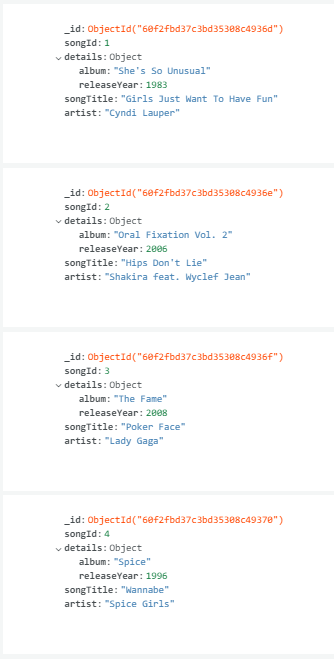 _id: ObjectId("60f2fbd37c3bd35308c4936d")
songId: 1
details: Object
album: "She's So Unusual"
releaseYear: 1983
songTitle: "Girls Just Want To Have Fun"
artist: "Cyndi Lauper"
_id: ObjectId("60f2fbd37c3bd35308c4936e")
songId: 2
details: Object
album: "Oral Fixation Vol. 2"
releaseYear: 2006
songTitle: "Hips Don't Lie"
artist: "Shakira feat. Wyclef Jean"
_id: ObjectId("60f2fbd37c3bd35308c4936f")
songId: 3
details: Object
album: "The Fame"
releaseYear: 2008
songTitle: "Poker Face"
artist: "Lady Gaga"
_id: ObjectId("60f2fbd37c3bd35308c49370")
songId: 4
details: Object
album: "Spice"
releaseYear: 1996
songTitle: "Wannabe"
artist: "Spice Girls"